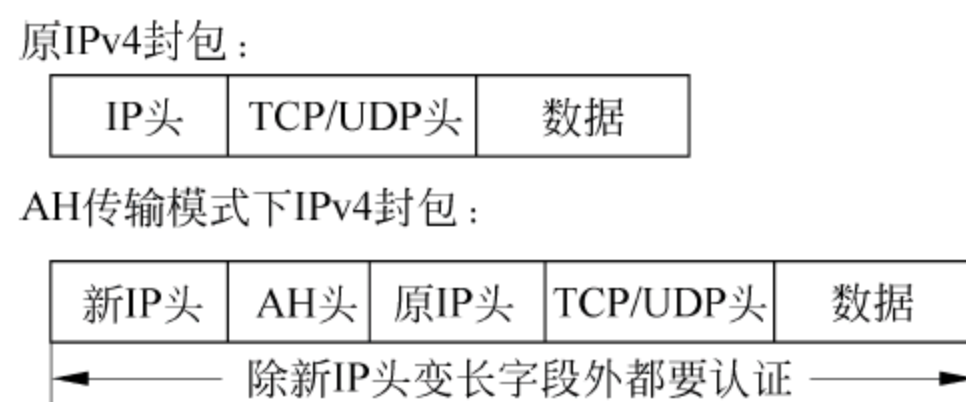 原IPv4封包：
IP头 TCP/UDP头 数据
AH传输模式下IPv4封包：
新IP头 AH头 原IP头 TCP/UDP头 数据
除新IP头变长字段外都要认证